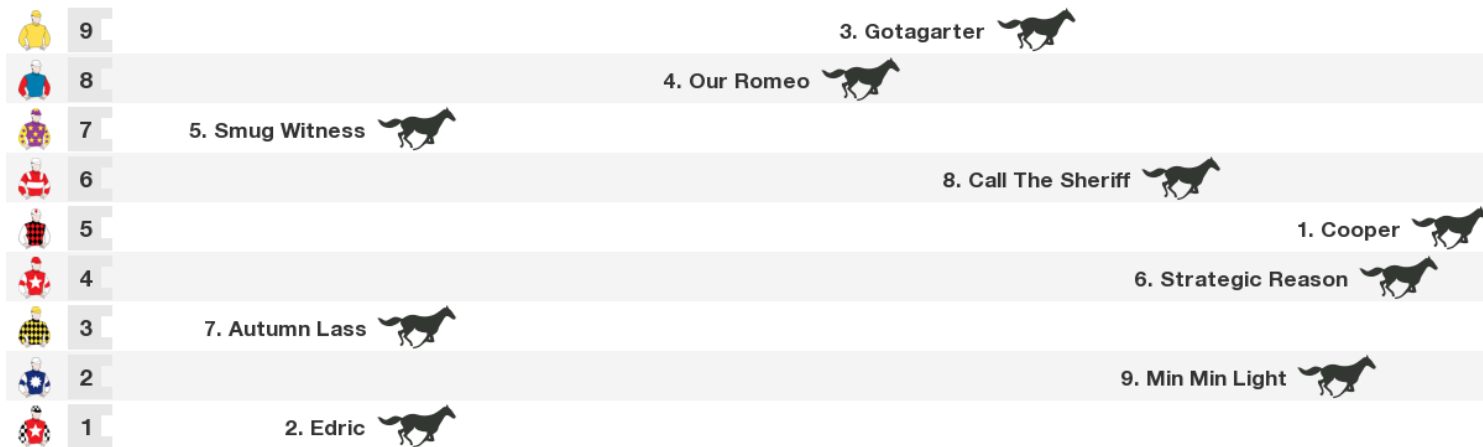 9 3. Gotagarter
8 4. Our Romeo
7 5. Smug Witness
6 8. Call The Sheriff
5 1. Cooper
4 6. Strategic Reason
3 7. Autumn Lass
2 9. Min Min Light
1 2. Edric